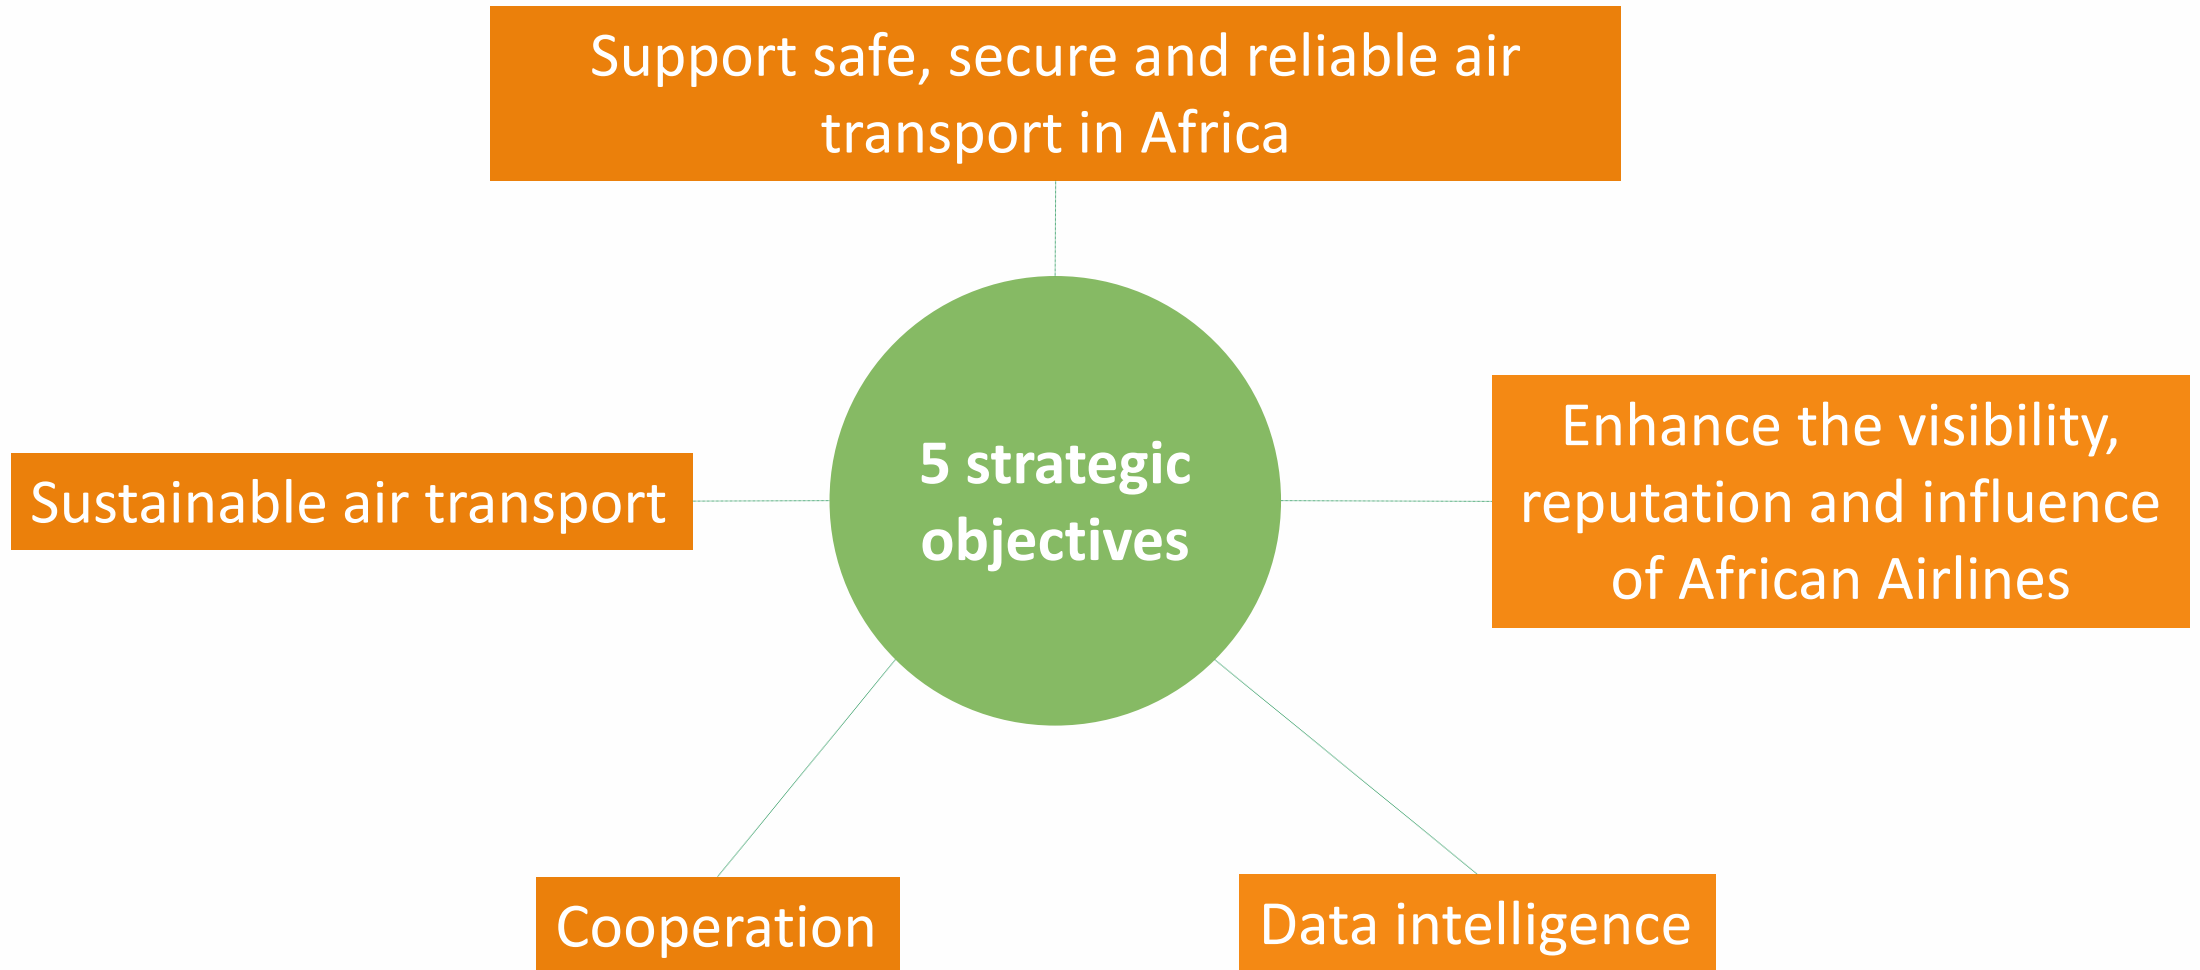 Support safe, secure and reliable air
transport in Africa
5 strategic
objectives
Sustainable air transport
Enhance the visibility,
reputation and influence
of African Airlines
Cooperation
Data intelligence